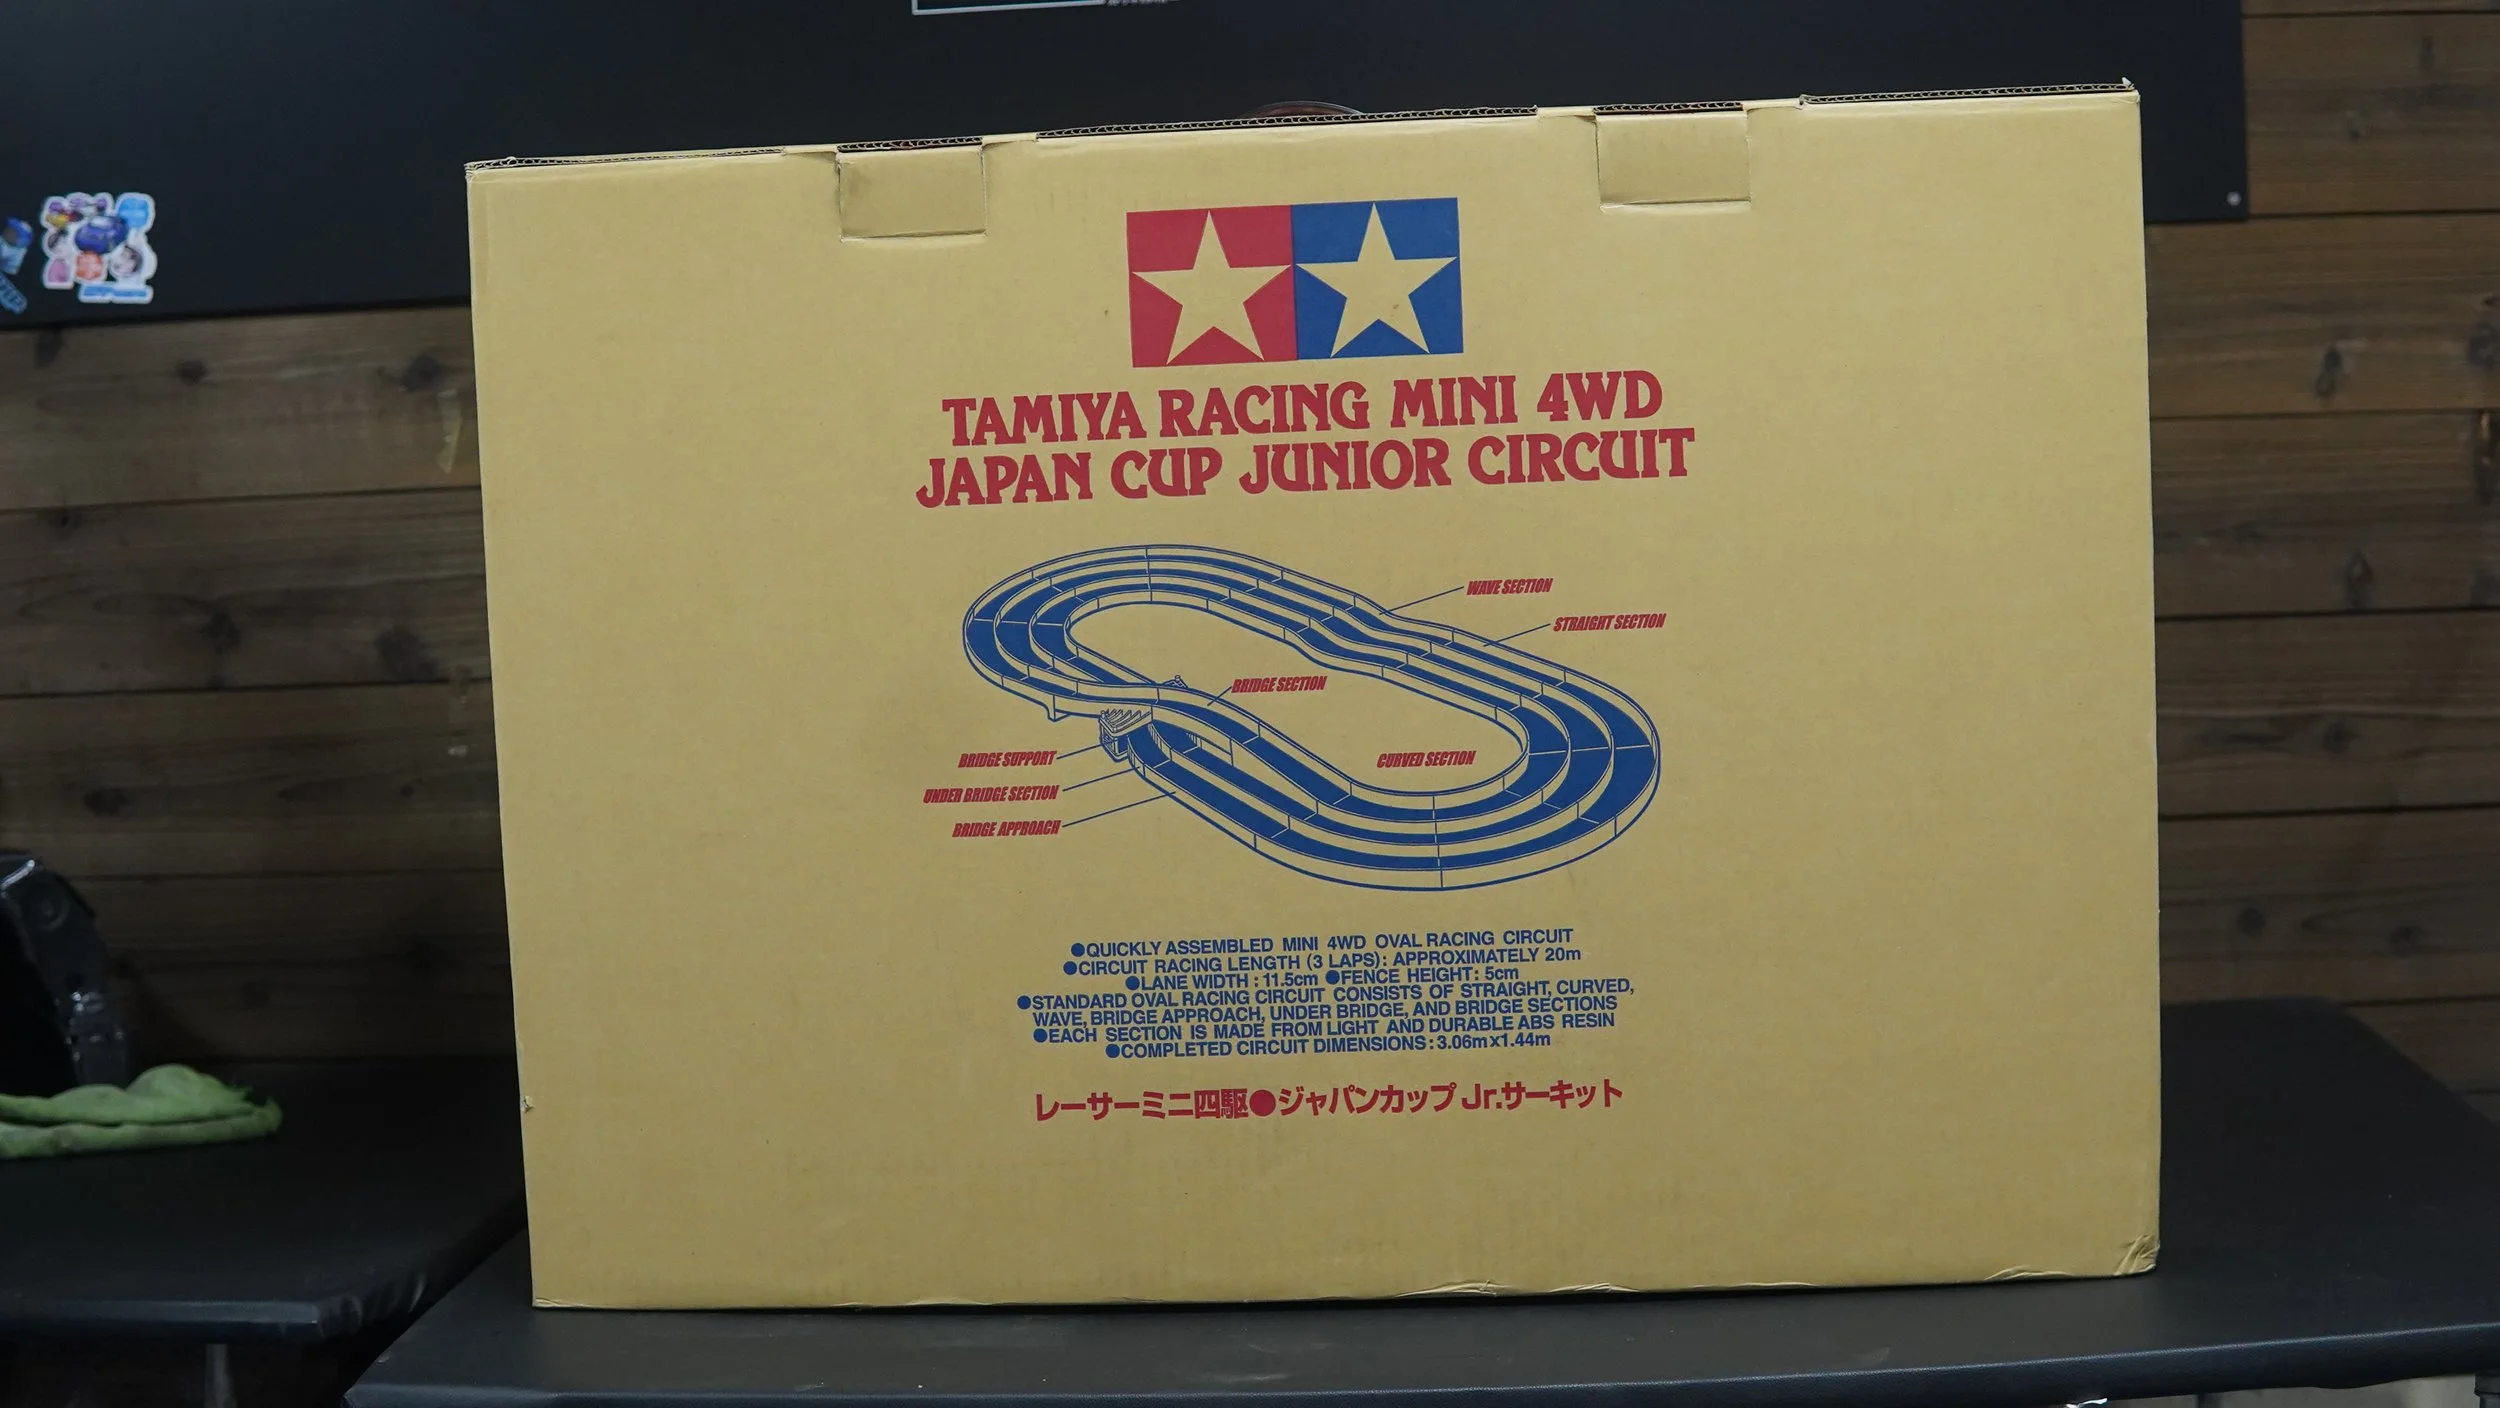 TAMIYA RACING MINI 4WD
JAPAN CUP JUNIOR CIRCUIT
WAVE SECTION
STRAIGHT SECTION
BRIDGE SECTION
CURVED SECTION
BRIDGE SUPPORT
UNDER BRIDGE SECTION
BRIDGE APPROACH
●QUICKLY ASSEMBLED MINI 4WD OVAL RACING CIRCUIT
●CIRCUIT RACING LENGTH (3 LAPS): APPROXIMATELY 20m
●LANE WIDTH : 11.5cm ●FENCE HEIGHT: 5cm
●STANDARD OVAL RACING CIRCUIT CONSISTS OF STRAIGHT, CURVED,
WAVE, BRIDGE APPROACH, UNDER BRIDGE, AND BRIDGE SECTIONS
●EACH SECTION IS MADE FROM LIGHT AND DURABLE ABS RESIN
●COMPLETED CIRCUIT DIMENSIONS : 3.06m x 1.44m
レーサーミニ四駆●ジャパンカップ Jr.サーキット